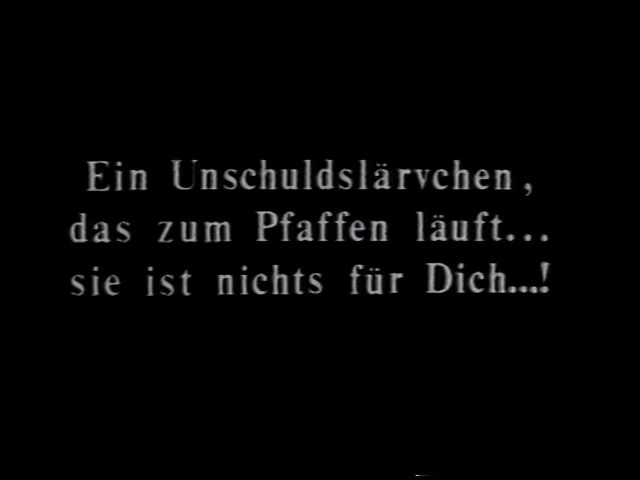 Ein Unschuldslärvchen,
das zum Pfaffen läuft...
sie ist nichts für Dich...!